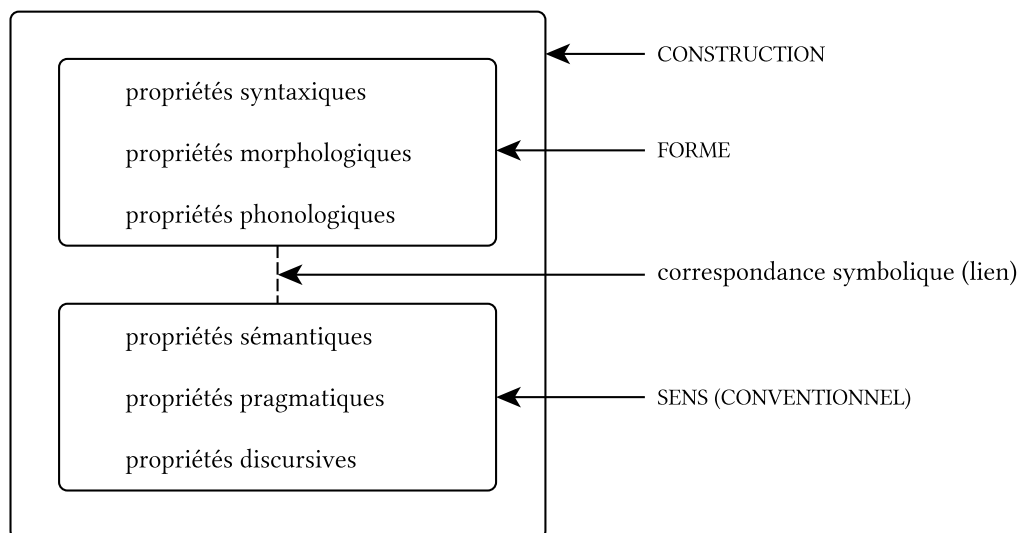 CONSTRUCTION
propriétés syntaxiques
propriétés morphologiques
FORME
propriétés phonologiques
correspondance symbolique (lien)
propriétés sémantiques
propriétés pragmatiques
SENS (CONVENTIONNEL)
propriétés discursives